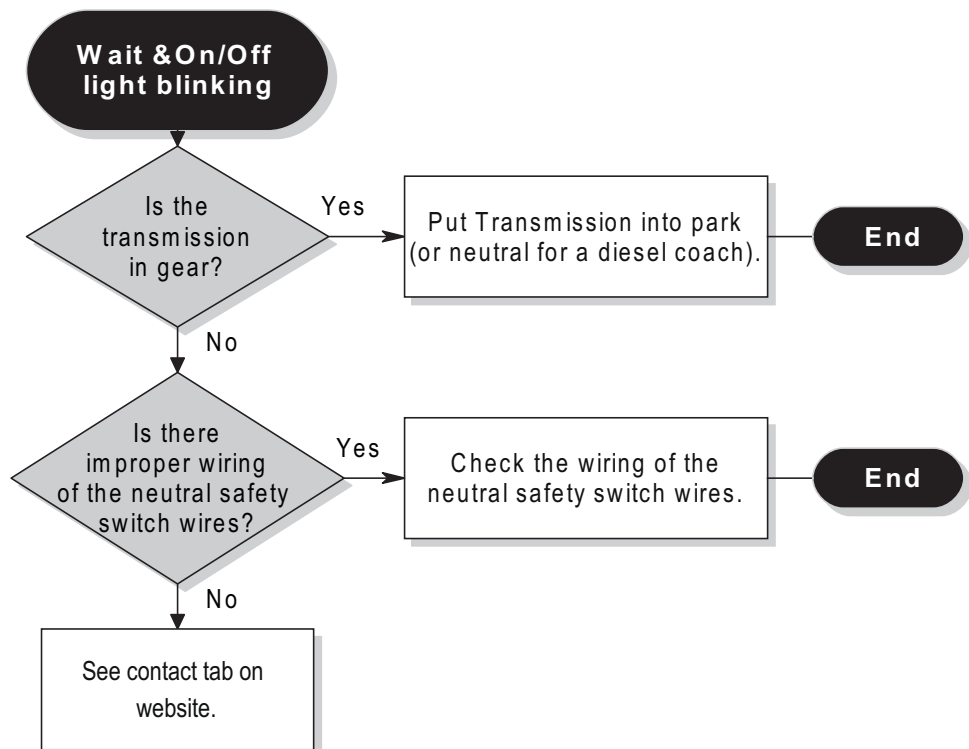 Wait &On/Off
light blinking
Is the
transmission
in gear?
Yes
Put Transmission into park
(or neutral for a diesel coach).
End
No
Is there
improper wiring
of the neutral safety
switch wires?
Yes
Check the wiring of the
neutral safety switch wires.
End
No
See contact tab on
website.